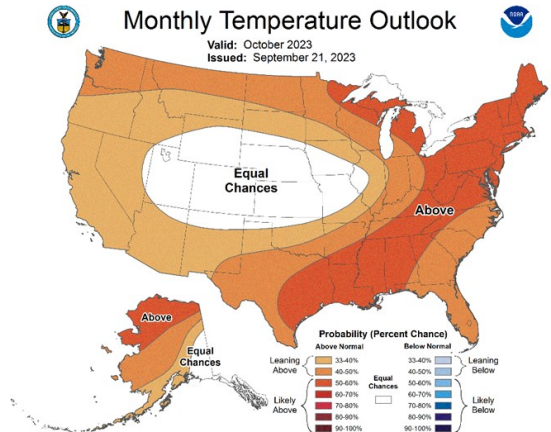 Monthly Temperature Outlook
NOAA
Valid: October 2023
Issued: September 21, 2023
Equal
Chances
Above
Above
Equal
Chances
Probability (Percent Chance)
Above Normal
Below Normal
Leaning
Above
33-40%
40-50%
Likely
Above
50-60%
60-70%
70-80%
80-90%
90-100%
Equal
Chances
33-40%
40-50%
Leaning
Below
50-60%
60-70%
70-80%
80-90%
90-100%
Likely
Below